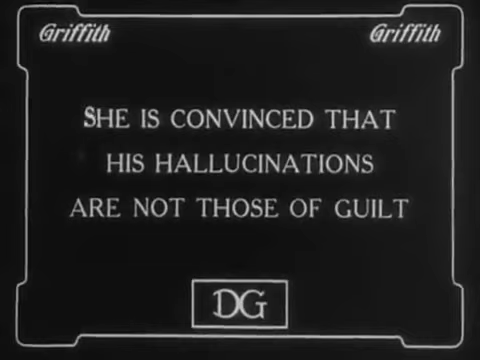 Griffith Griffith
SHE IS CONVINCED THAT
HIS HALLUCINATIONS
ARE NOT THOSE OF GUILT
DG